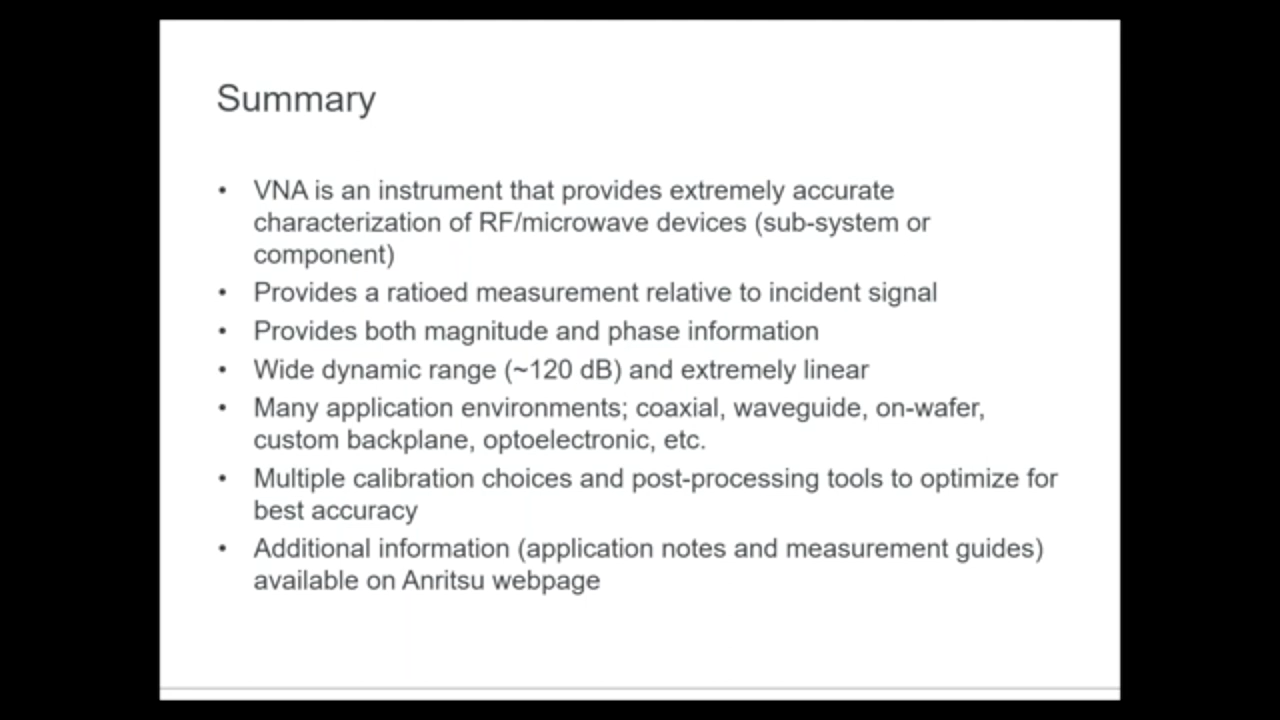 Summary
• VNA is an instrument that provides extremely accurate
characterization of RF/microwave devices (sub-system or
component)
• Provides a ratioed measurement relative to incident signal
• Provides both magnitude and phase information
• Wide dynamic range (~120 dB) and extremely linear
• Many application environments; coaxial, waveguide, on-wafer,
custom backplane, optoelectronic, etc.
• Multiple calibration choices and post-processing tools to optimize for
best accuracy
• Additional information (application notes and measurement guides)
available on Anritsu webpage